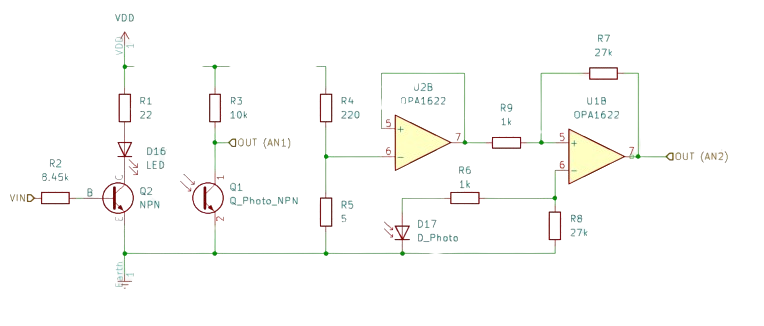 VDD
VDD
1
R1
22
D16
LED
R2
8.45k
VIN
B
C
E
Q2
NPN
Earth
1
R3
10k
OUT (AN1)
1
2
Q1
Q_Photo_NPN
R4
220
R5
5
U2B
OPA1622
5
+
6
-
7
R9
1k
R6
1k
D17
D_Photo
R7
27k
U1B
OPA1622
5
+
6
-
7
R8
27k
OUT (AN2)